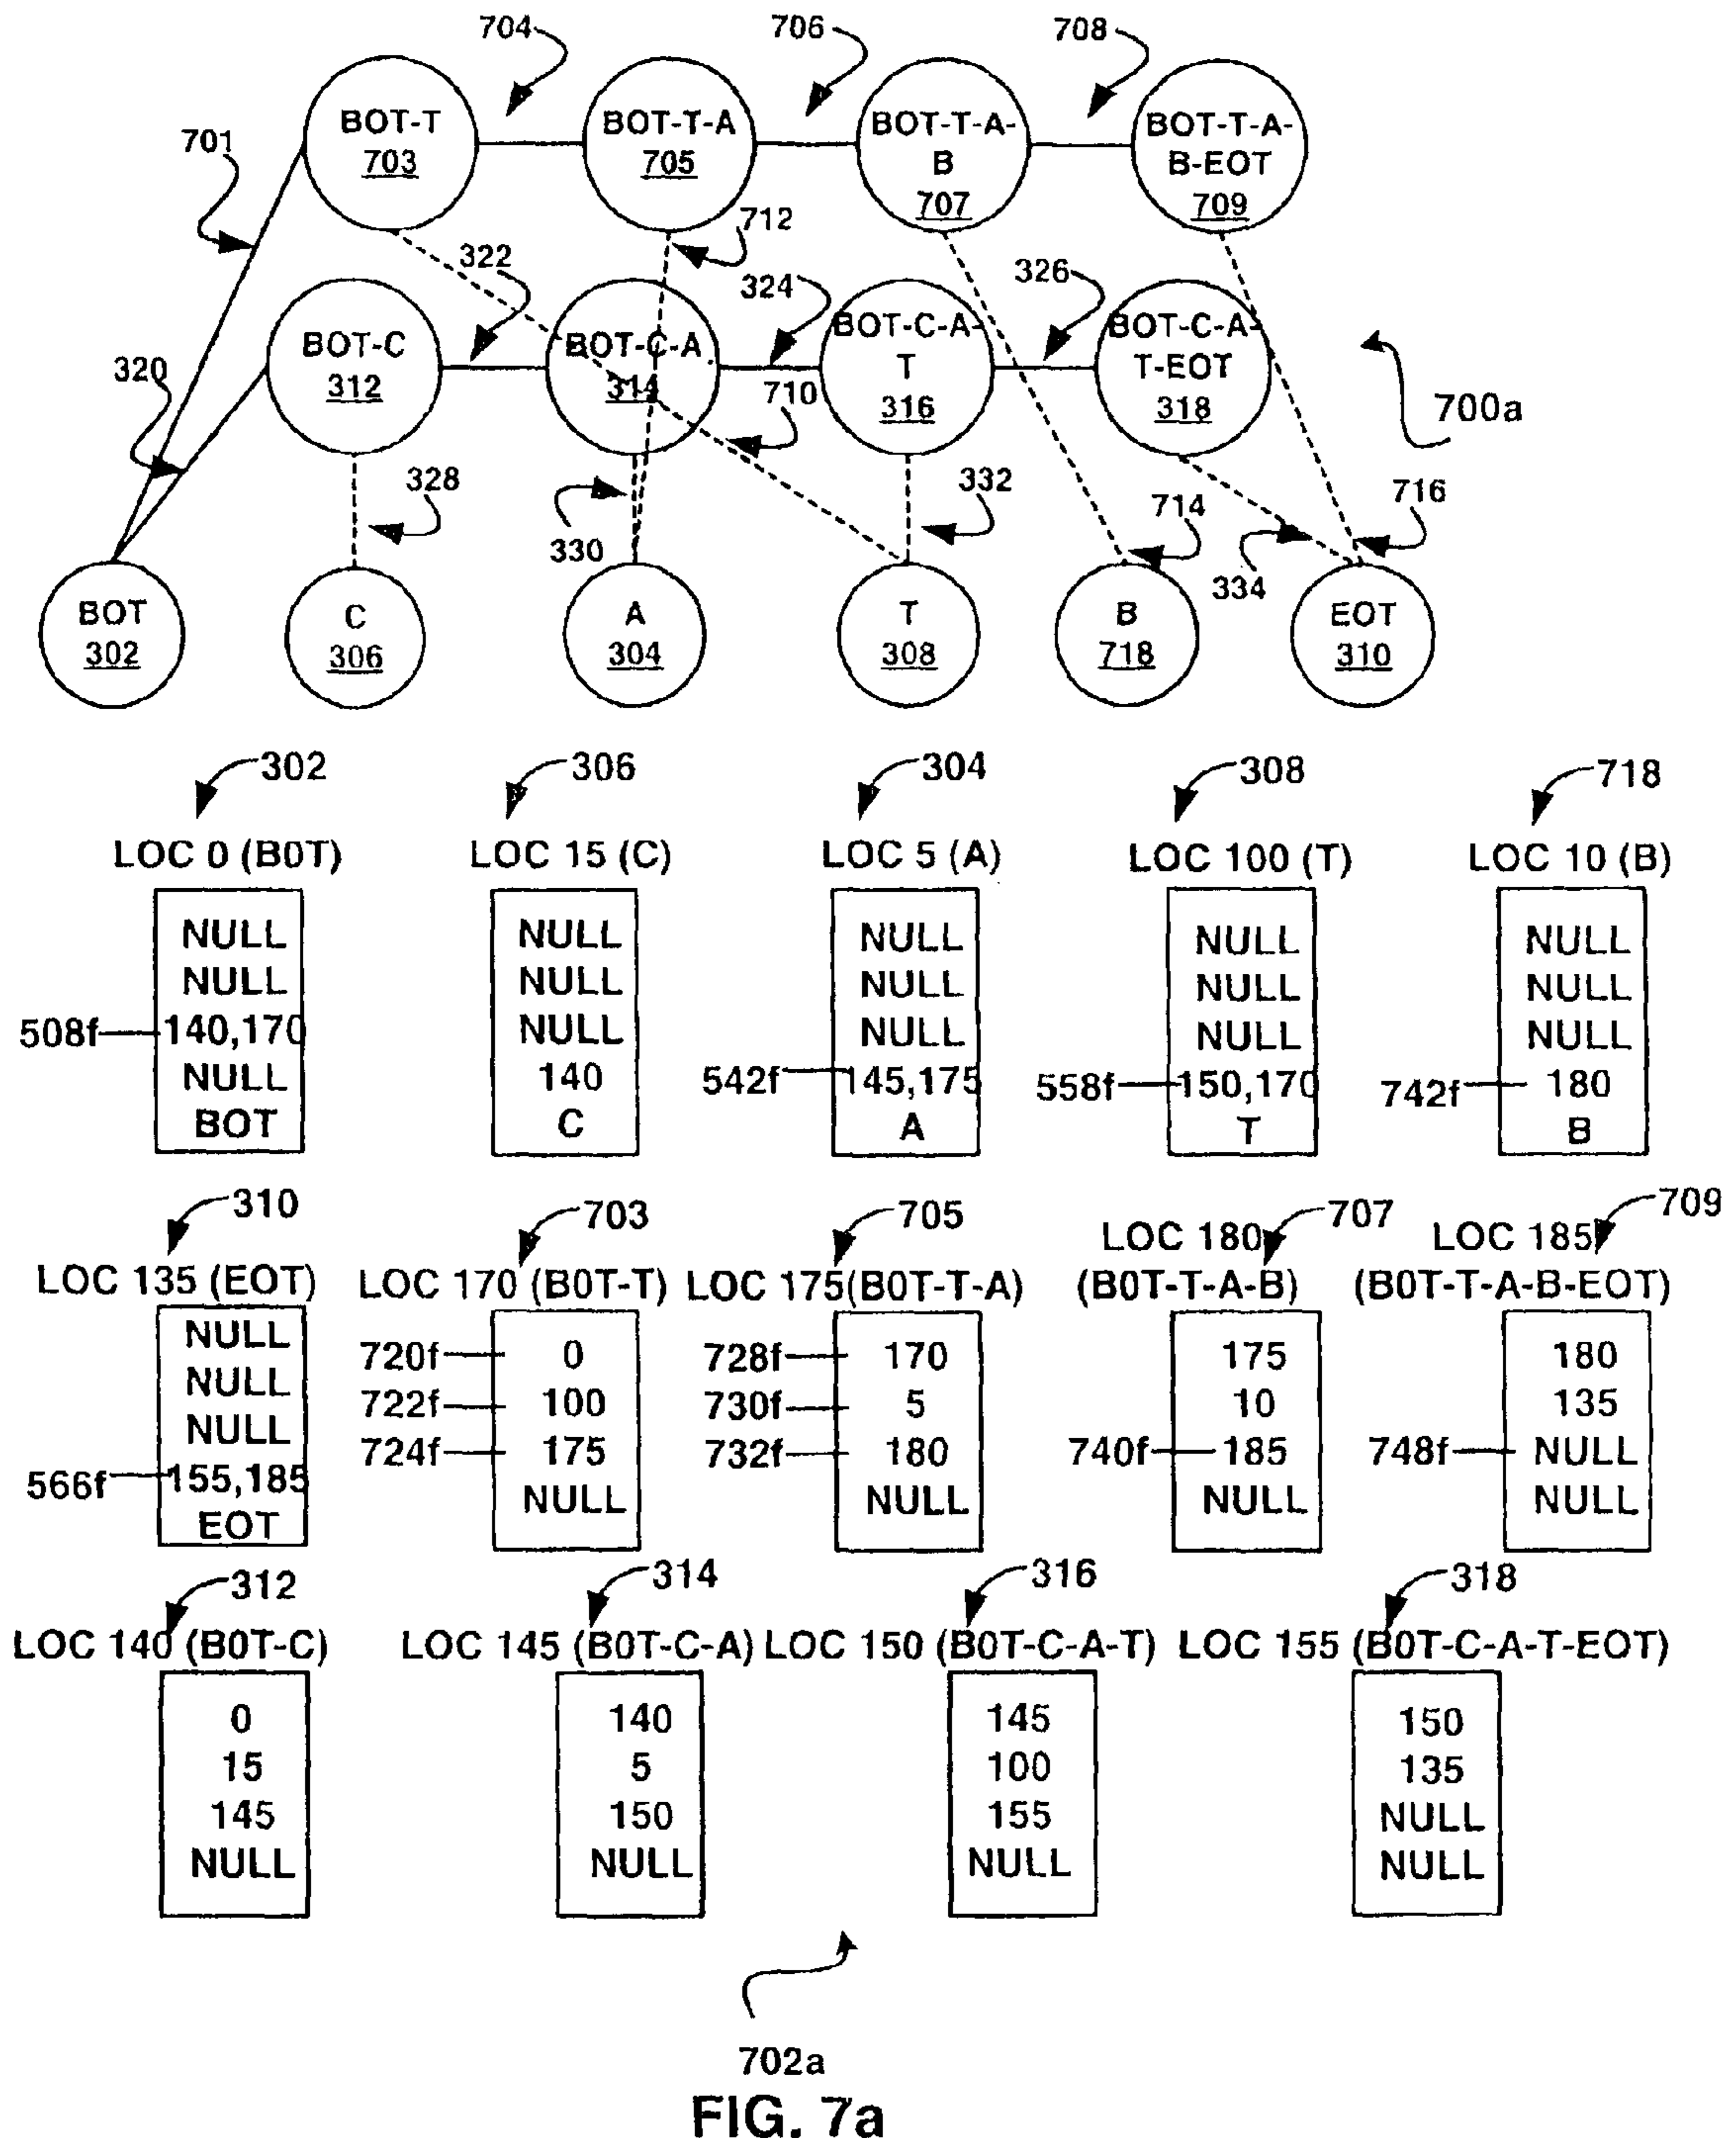 704
706
708
BOT-T
703
BOT-T-A
705
BOT-T-A-
B
707
BOT-T-A-
B-EOT
709
701
712
322
324
326
BOT-C
312
BOT-C-A
314
BOT-C-A-
T
316
BOT-C-A-
T-EOT
318
320
710
700a
328
330
332
714
334
716
BOT
302
C
306
A
304
T
308
B
718
EOT
310
302
306
304
308
718
LOC 0 (B0T)
NULL
NULL
508f
140,170
NULL
BOT
LOC 15 (C)
NULL
NULL
NULL
140
C
LOC 5 (A)
NULL
NULL
NULL
542f
145,175
A
LOC 100 (T)
NULL
NULL
NULL
558f
150,170
T
LOC 10 (B)
NULL
NULL
NULL
742f
180
B
310
703
705
707
709
LOC 135 (EOT)
NULL
NULL
NULL
566f
155,185
EOT
LOC 170 (B0T-T)
720f
0
722f
100
724f
175
NULL
LOC 175(B0T-T-A)
728f
170
730f
5
732f
180
NULL
LOC 180
(B0T-T-A-B)
175
10
740f
185
NULL
LOC 185
(B0T-T-A-B-EOT)
180
135
748f
NULL
NULL
312
314
316
318
LOC 140 (B0T-C)
0
15
145
NULL
LOC 145 (B0T-C-A)
140
5
150
NULL
LOC 150 (B0T-C-A-T)
145
100
155
NULL
LOC 155 (B0T-C-A-T-EOT)
150
135
NULL
NULL
702a
FIG. 7a